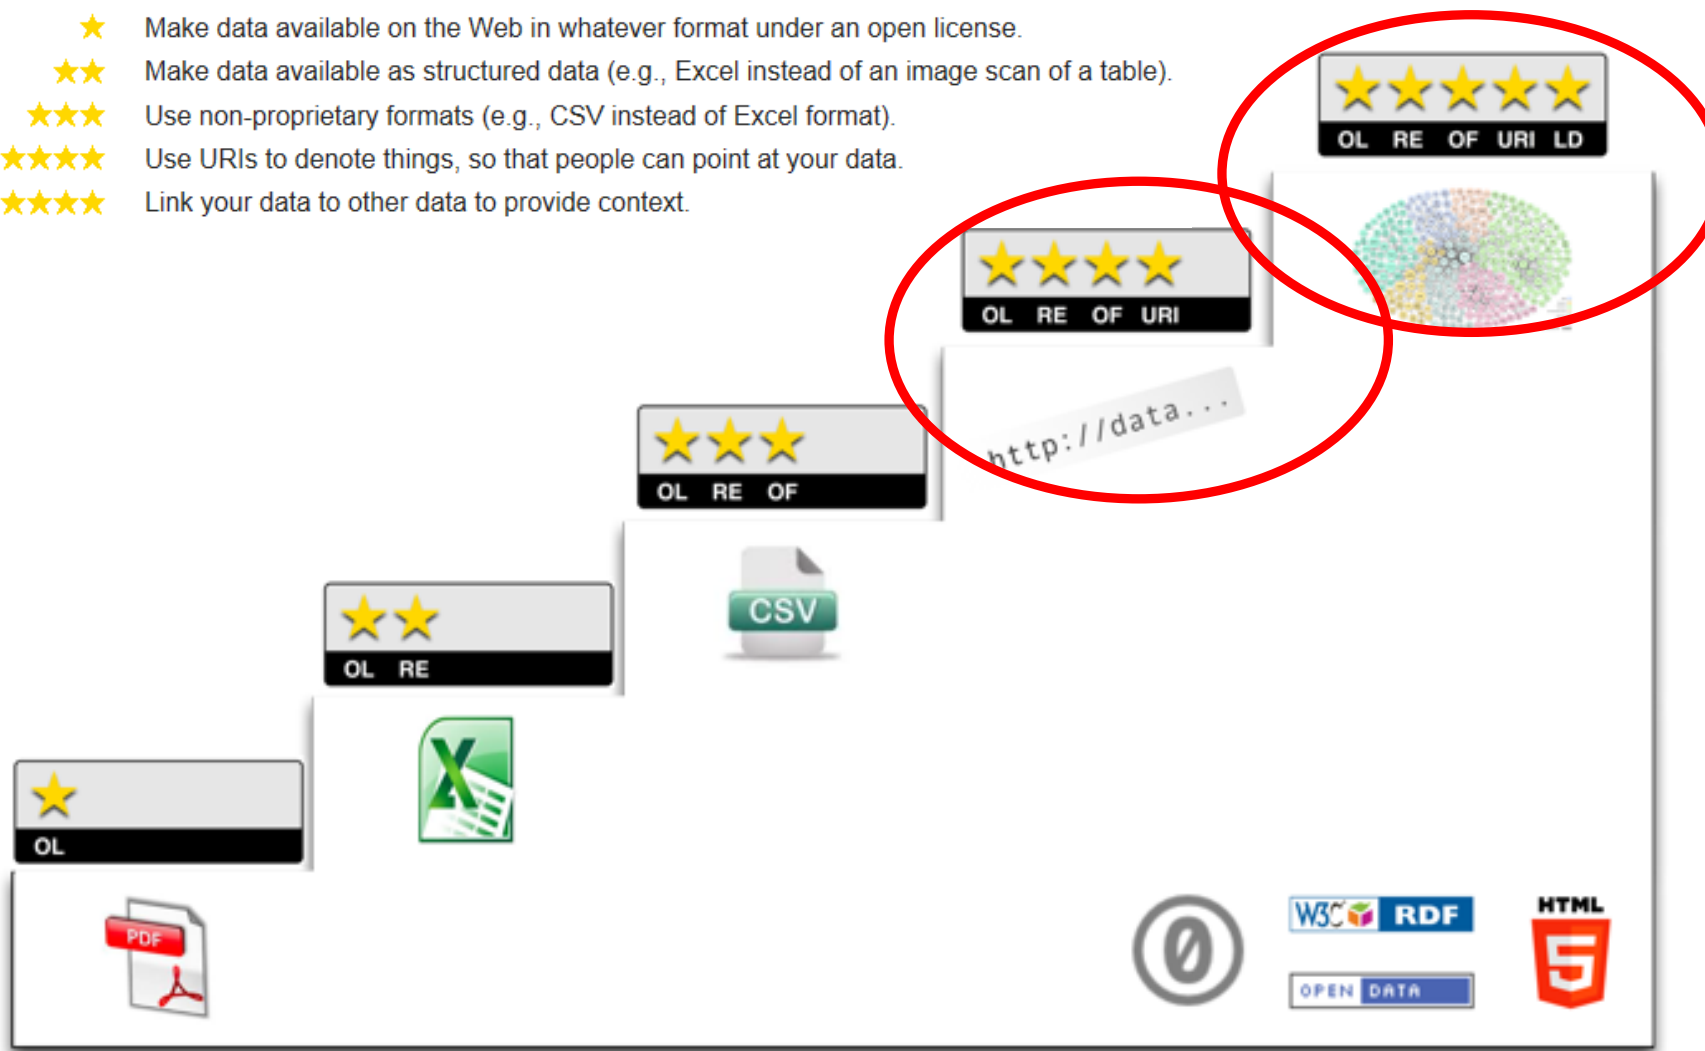 Make data available on the Web in whatever format under an open license.
Make data available as structured data (e.g., Excel instead of an image scan of a table).
Use non-proprietary formats (e.g., CSV instead of Excel format).
Use URIs to denote things, so that people can point at your data.
Link your data to other data to provide context.
OL RE OF URI LD
OL RE OF URI
http://data...
OL RE OF
CSV
OL RE
X
OL
PDF
0
W3C RDF
OPEN DATA
HTML
5